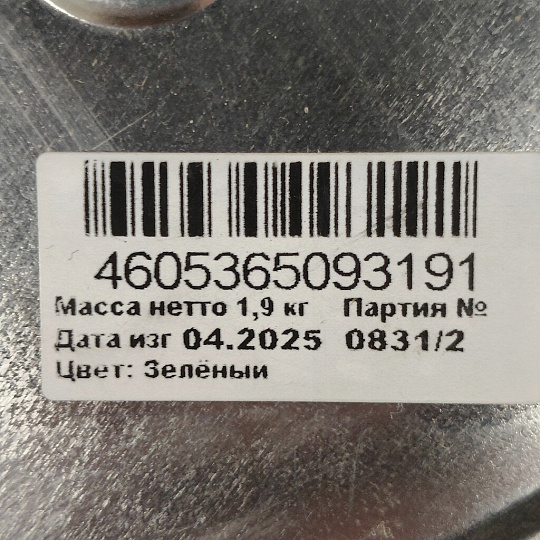 4605365093191
Масса нетто 1,9 кг Партия №
Дата изг 04.2025 0831/2
Цвет: Зелёный